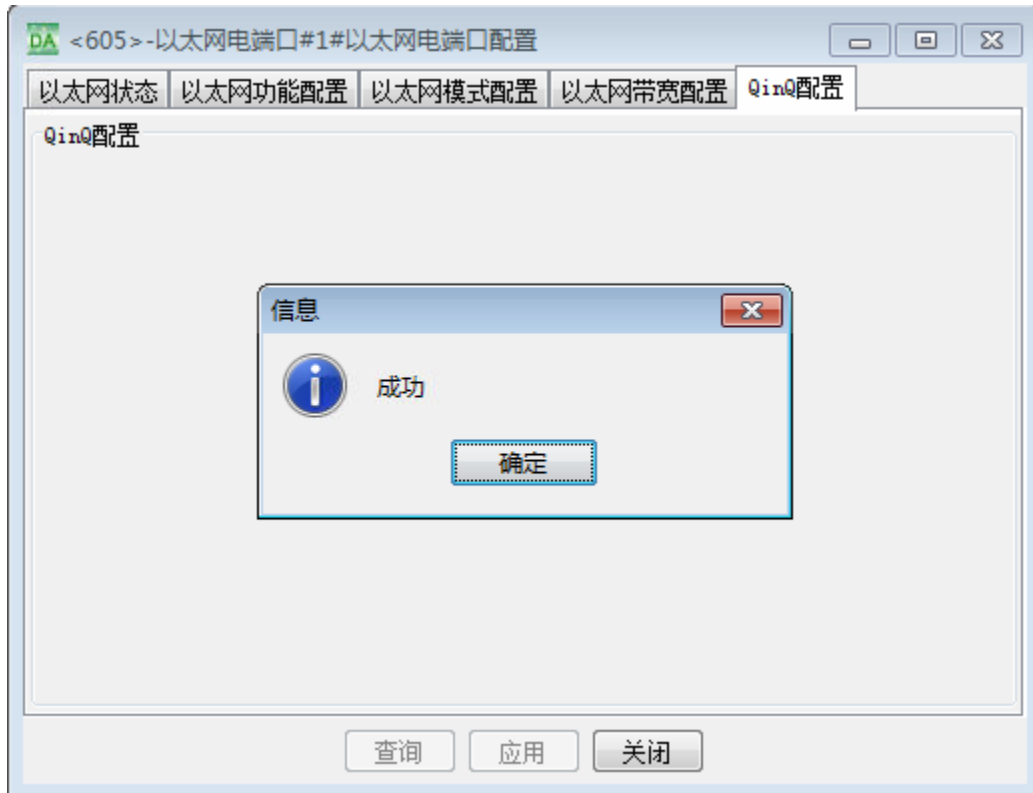 DA <605>-以太网电端口#1#以太网电端口配置
以太网状态 以太网功能配置 以太网模式配置 以太网带宽配置 QinQ配置
QinQ配置
信息
成功
确定
查询 应用 关闭